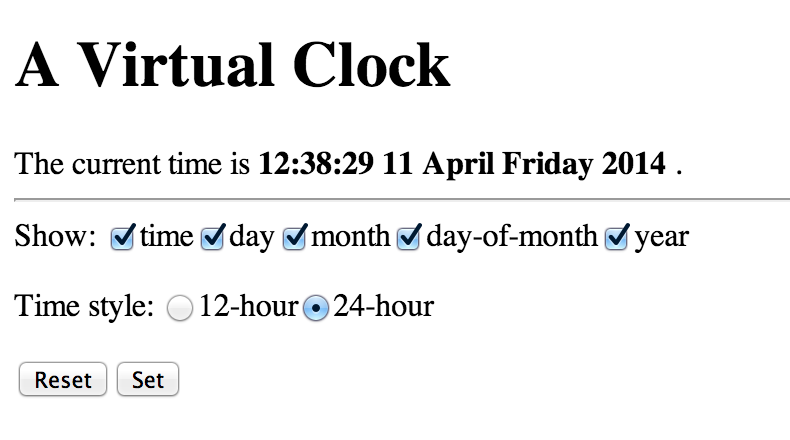 A Virtual Clock
The current time is 12:38:29 11 April Friday 2014 .
Show: time day month day-of-month year
Time style: 12-hour 24-hour
Reset Set